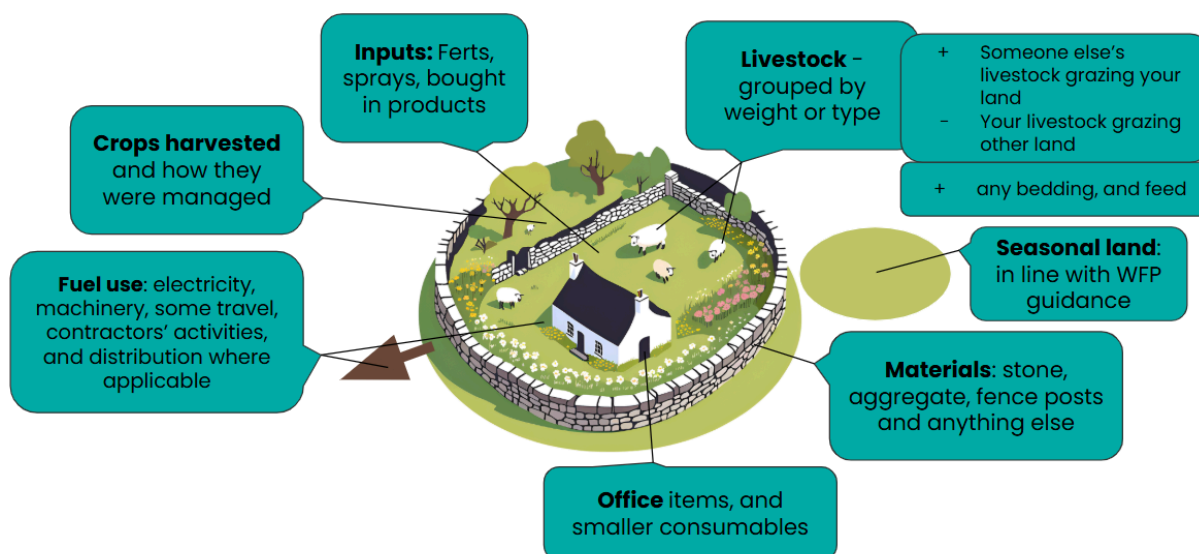 Inputs: Ferts,
sprays, bought
in products
Livestock -
grouped by
weight or type
+ Someone else's
livestock grazing your
land
- Your livestock grazing
other land
+ any bedding, and feed
Crops harvested
and how they
were managed
Fuel use: electricity,
machinery, some travel,
contractors' activities,
and distribution where
applicable
Seasonal land:
in line with WFP
guidance
Materials: stone,
aggregate, fence posts
and anything else
Office items, and
smaller consumables